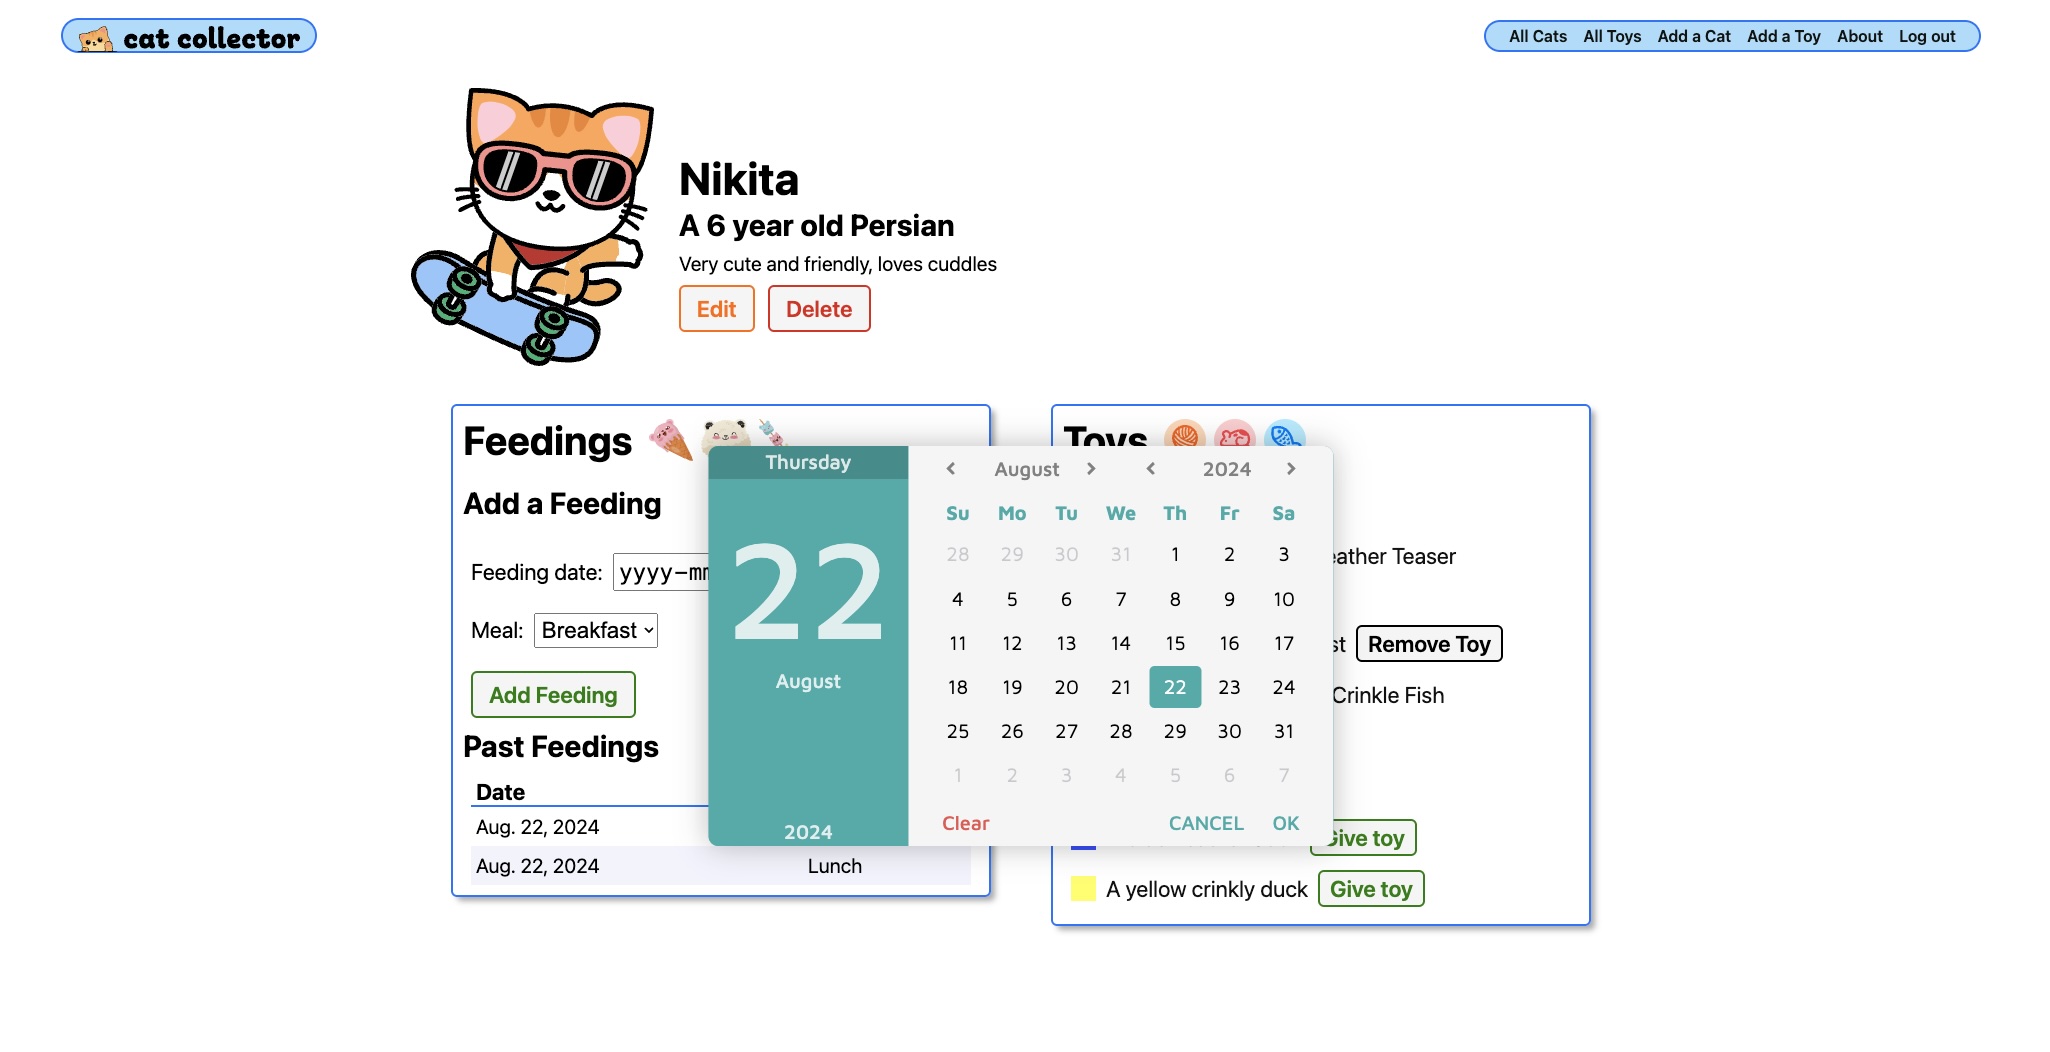 cat collector
All Cats All Toys Add a Cat Add a Toy About Log out
Nikita
A 6 year old Persian
Very cute and friendly, loves cuddles
Edit Delete
Feedings
Add a Feeding
Feeding date: yyyy-mm
Meal: Breakfast
Add Feeding
Past Feedings
Date
Aug. 22, 2024
Aug. 22, 2024 Lunch
Thursday
22
August
2024
August 2024
Su Mo Tu We Th Fr Sa
28 29 30 31 1 2 3
4 5 6 7 8 9 10
11 12 13 14 15 16 17
18 19 20 21 22 23 24
25 26 27 28 29 30 31
1 2 3 4 5 6 7
Clear CANCEL OK
Toys
Teaser
Remove Toy
Crinkle Fish
Give toy
A yellow crinkly duck Give toy